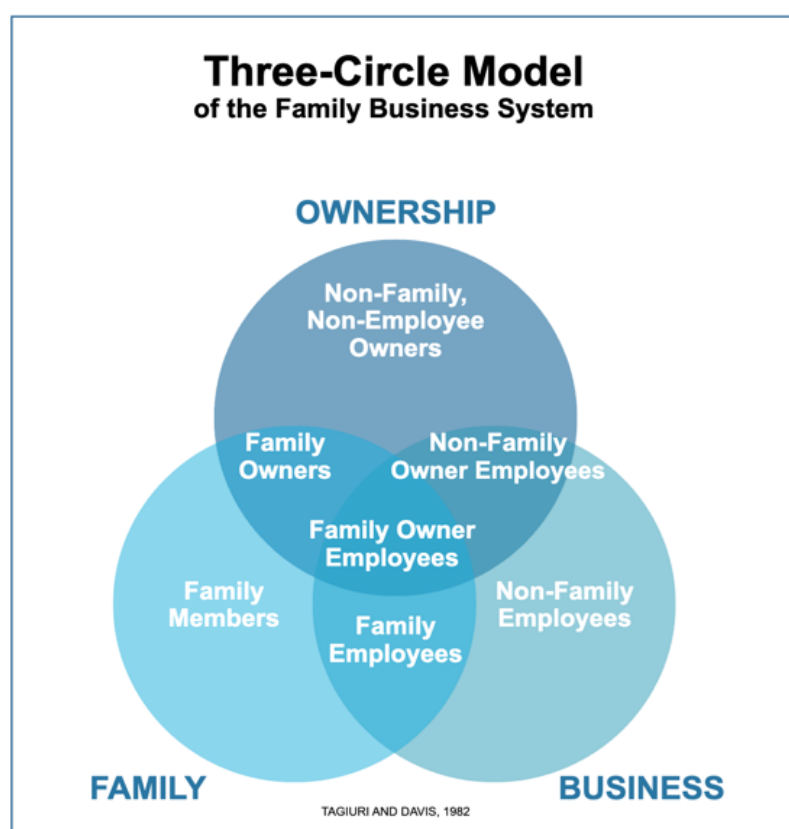 Three-Circle Model
of the Family Business System
OWNERSHIP
Non-Family,
Non-Employee
Owners
Family
Owners
Non-Family
Owner Employees
Family Owner
Employees
Family
Members
Family
Employees
Non-Family
Employees
FAMILY
BUSINESS
TAGIURI AND DAVIS, 1982